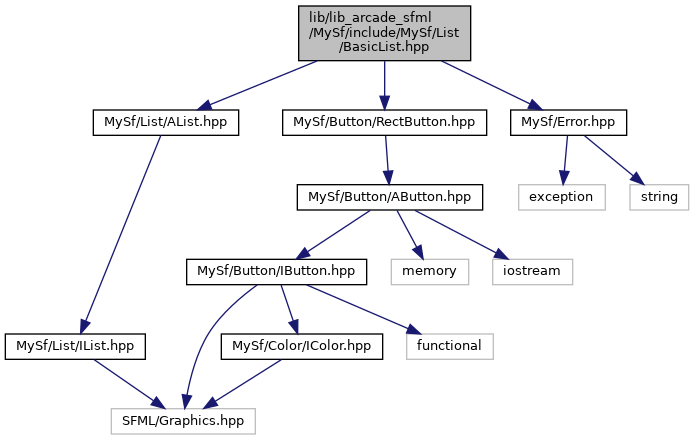 lib/lib_arcade_sfml
/MySf/include/MySf/List
/BasicList.hpp
MySf/List/AList.hpp
MySf/Button/RectButton.hpp
MySf/Error.hpp
MySf/Button/AButton.hpp
exception
string
MySf/Button/IButton.hpp
memory
iostream
MySf/List/IList.hpp
MySf/Color/IColor.hpp
functional
SFML/Graphics.hpp